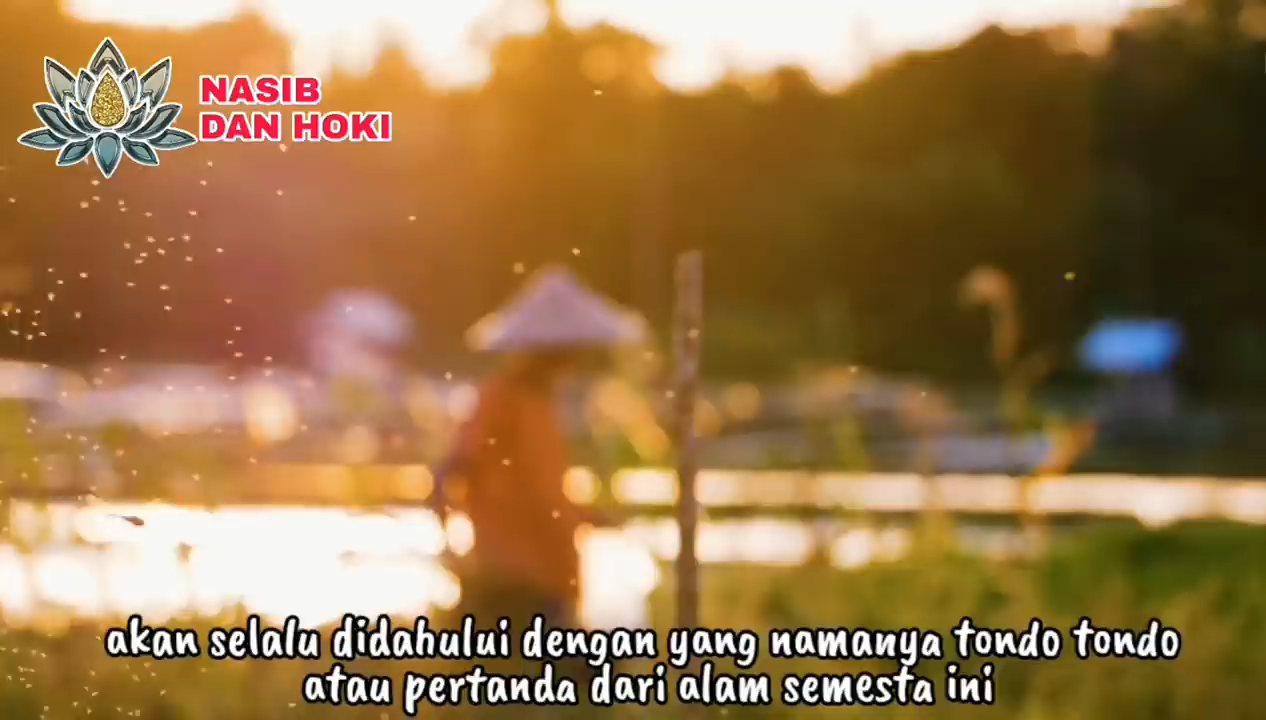 NASIB
DAN HOKI
akan selalu didahului dengan yang namanya tondo tondo
atau pertanda dari alam semesta ini